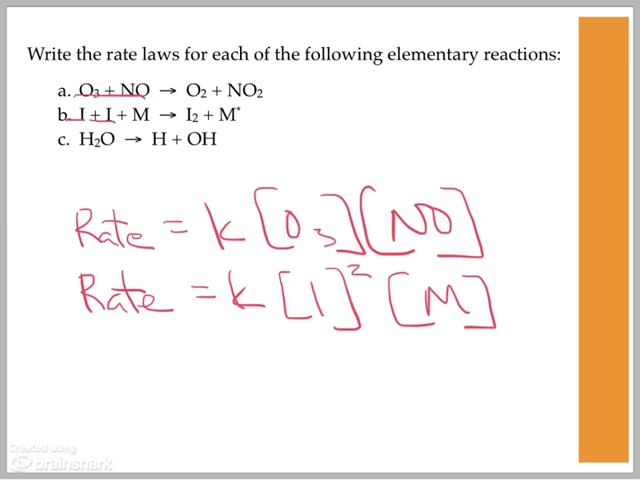 Write the rate laws for each of the following elementary reactions:
a. O₃ + NO → O₂ + NO₂
b. I + I + M → I₂ + M*
c. H₂O → H + OH
Rate = k [O₃][NO]
Rate = k [I]² [M]
Created using
brainshark